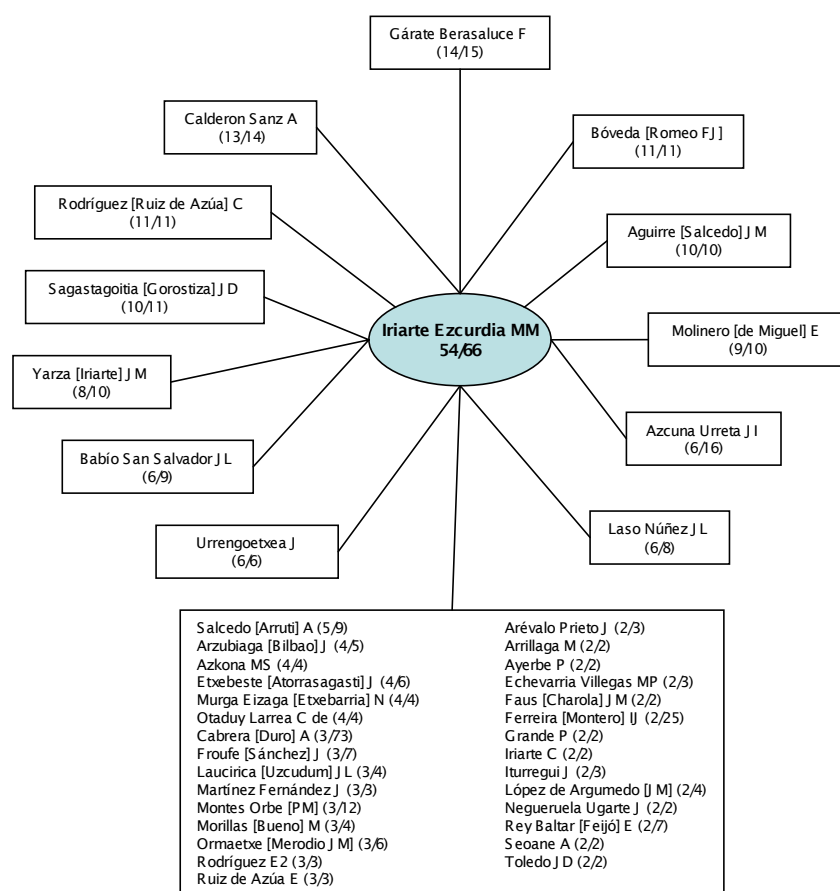 Gárate Berasaluce F
(14/15)
Calderon Sanz A
(13/14)
Bóveda [Romeo FJ]
(11/11)
Rodríguez [Ruiz de Azúa] C
(11/11)
Aguirre [Salcedo] J M
(10/10)
Sagastagoitia [Gorostiza] J D
(10/11)
Iriarte Ezcurdia MM
54/66
Molinero [de Miguel] E
(9/10)
Yarza [Iriarte] J M
(8/10)
Azcuna Urreta J I
(6/16)
Babío San Salvador J L
(6/9)
Urrengoetxea J
(6/6)
Laso Núñez J L
(6/8)
Salcedo [Arruti] A (5/9)
Arzubiaga [Bilbao] J (4/5)
Azkona MS (4/4)
Etxebeste [Atorrasagasti] J (4/6)
Murga Eizaga [Etxebarria] N (4/4)
Otaduy Larrea C de (4/4)
Cabrera [Duro] A (3/73)
Froufe [Sánchez] J (3/7)
Laucirica [Uzcudum] J L (3/4)
Martínez Fernández J (3/3)
Montes Orbe [PM] (3/12)
Morillas [Bueno] M (3/4)
Ormaetxe [Merodio J M] (3/6)
Rodríguez E2 (3/3)
Ruiz de Azúa E (3/3)
Arévalo Prieto J (2/3)
Arrillaga M (2/2)
Ayerbe P (2/2)
Echevarria Villegas MP (2/3)
Faus [Charola] J M (2/2)
Ferreira [Montero] IJ (2/25)
Grande P (2/2)
Iriarte C (2/2)
Iturregui J (2/3)
López de Argumedo [J M] (2/4)
Negueruela Ugarte J (2/2)
Rey Baltar [Feijó] E (2/7)
Seoane A (2/2)
Toledo J D (2/2)